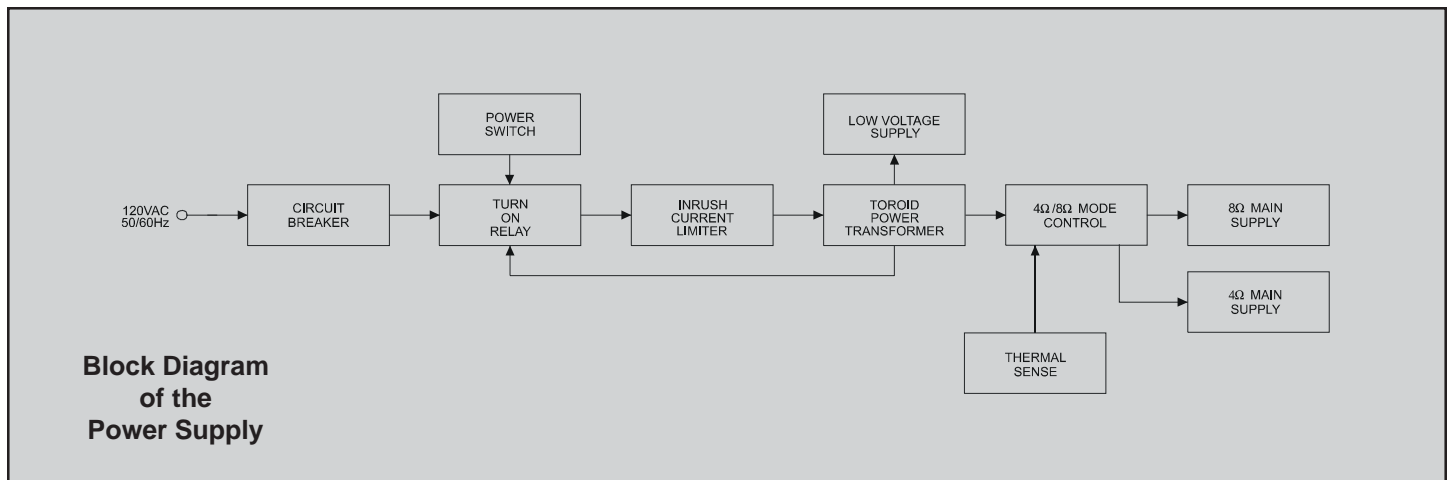 POWER
SWITCH
LOW VOLTAGE
SUPPLY
120VAC
50/60Hz
CIRCUIT
BREAKER
TURN
ON
RELAY
INRUSH
CURRENT
LIMITER
TOROID
POWER
TRANSFORMER
4Ω/8Ω MODE
CONTROL
8Ω MAIN
SUPPLY
4Ω MAIN
SUPPLY
THERMAL
SENSE
Block Diagram
of the
Power Supply